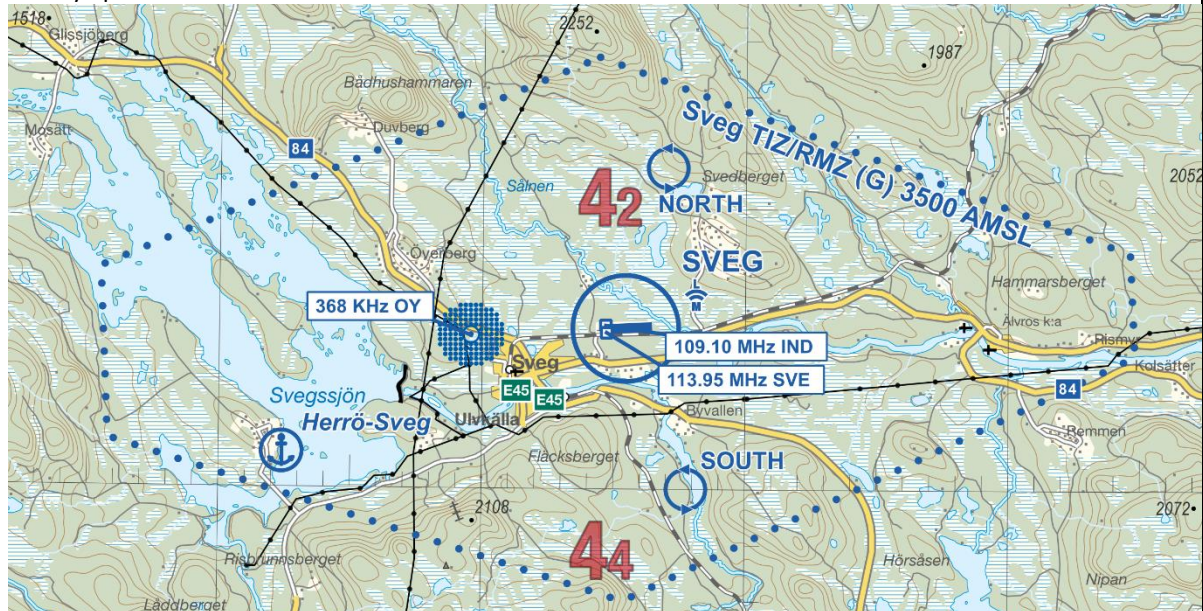 1518
2252
1987
Glissjöberg
Bådhushammaren
Mosätt
Duvberg
84
Sveg TIZ/RMZ (G) 3500 AMSL
Sålnen
Svedberget
2052
42
NORTH
Överberg
SVEG
Hammarsberget
368 KHz OY
M
Älvros k:a
109.10 MHz IND
Rismyr
Sveg
Kolsätter
113.95 MHz SVE
Svegssjön
E45
E45
84
Herrö-Sveg
Ulvkälla
Byvallen
Remmen
Fläcksberget
SOUTH
2108
2072
44
Risbrunnsberget
Hörsåsen
Nipan
Läddberget